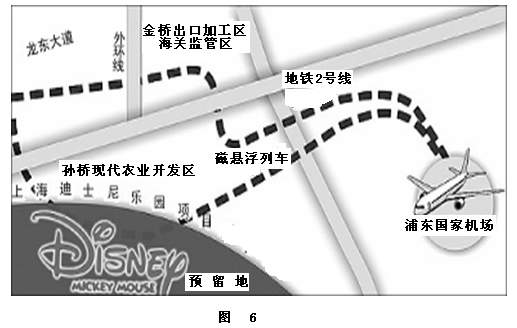 金桥出口加工区
海关监管区
龙东大道
外环线
地铁2号线
磁悬浮列车
孙桥现代农业开发区
上海迪士尼乐园项目
浦东国家机场
DISNEY
MICKEY MOUSE
预留地
图 6